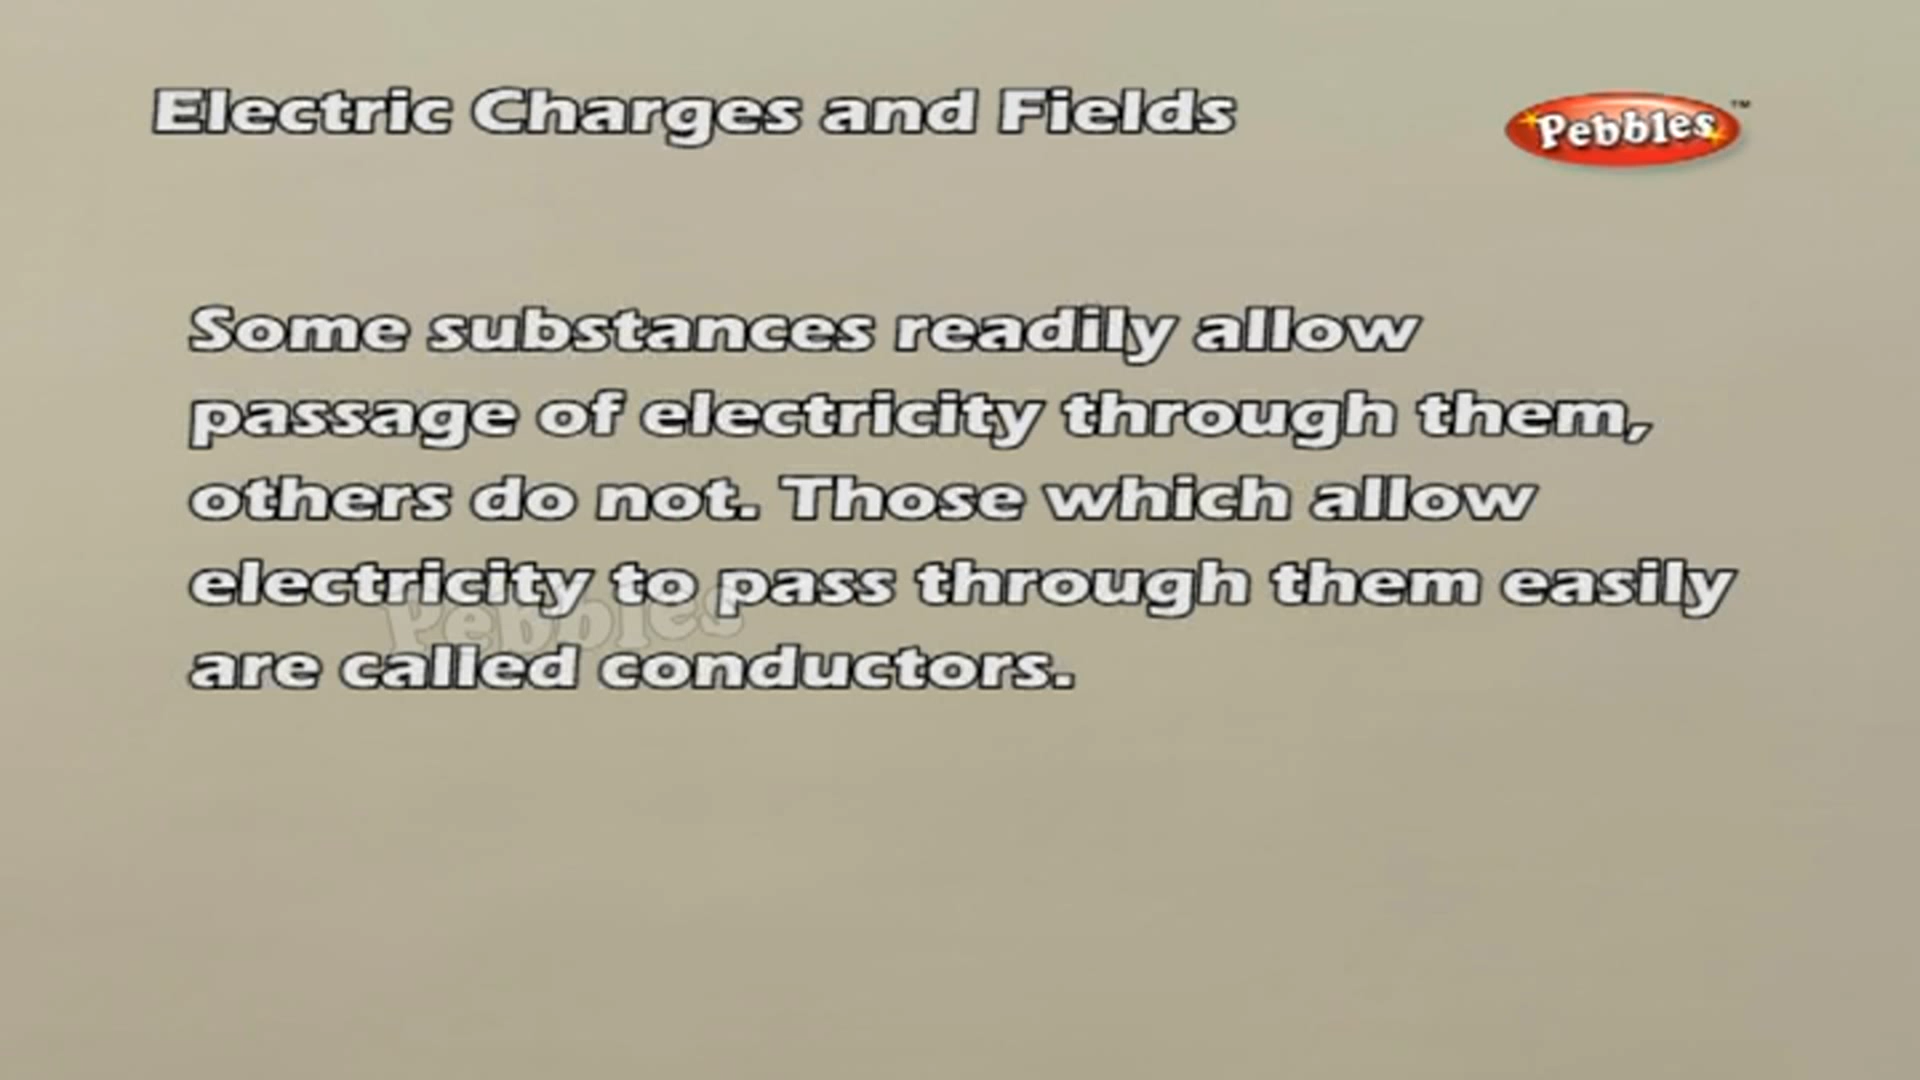 Electric Charges and Fields
Pebbles™
Some substances readily allow
passage of electricity through them,
others do not. Those which allow
electricity to pass through them easily
are called conductors.
Pebbles